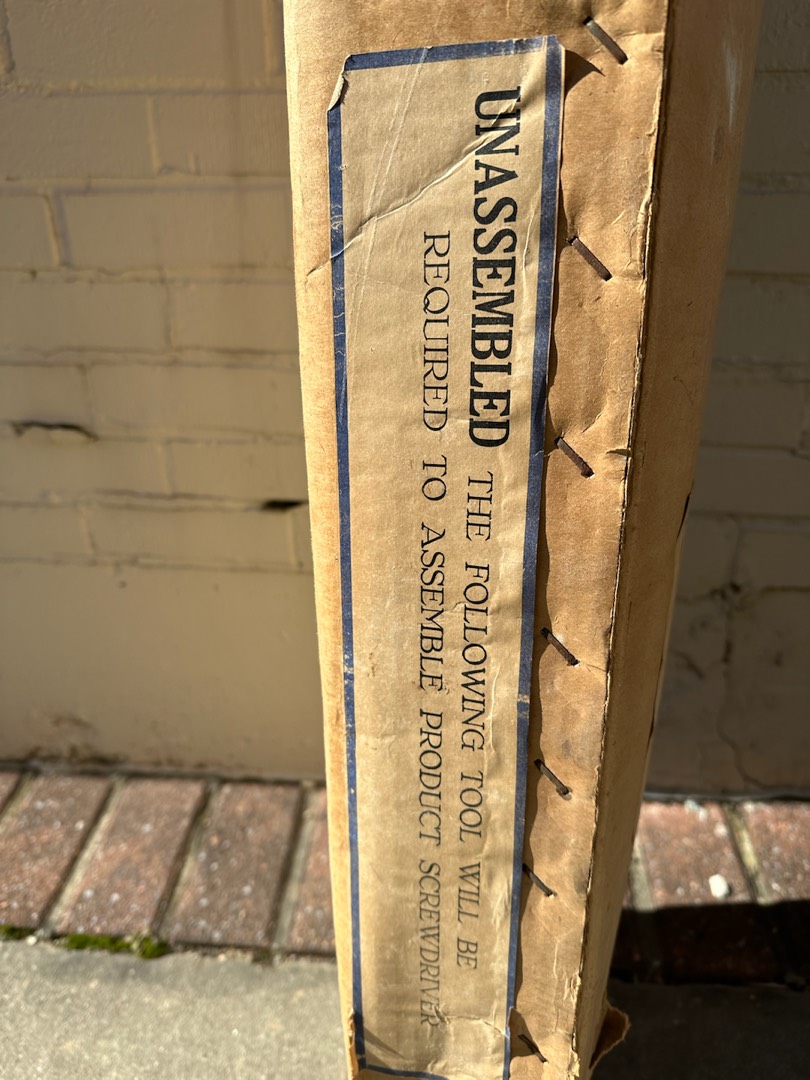 UNASSEMBLED THE FOLLOWING TOOL WILL BE
REQUIRED TO ASSEMBLE PRODUCT SCREWDRIVER